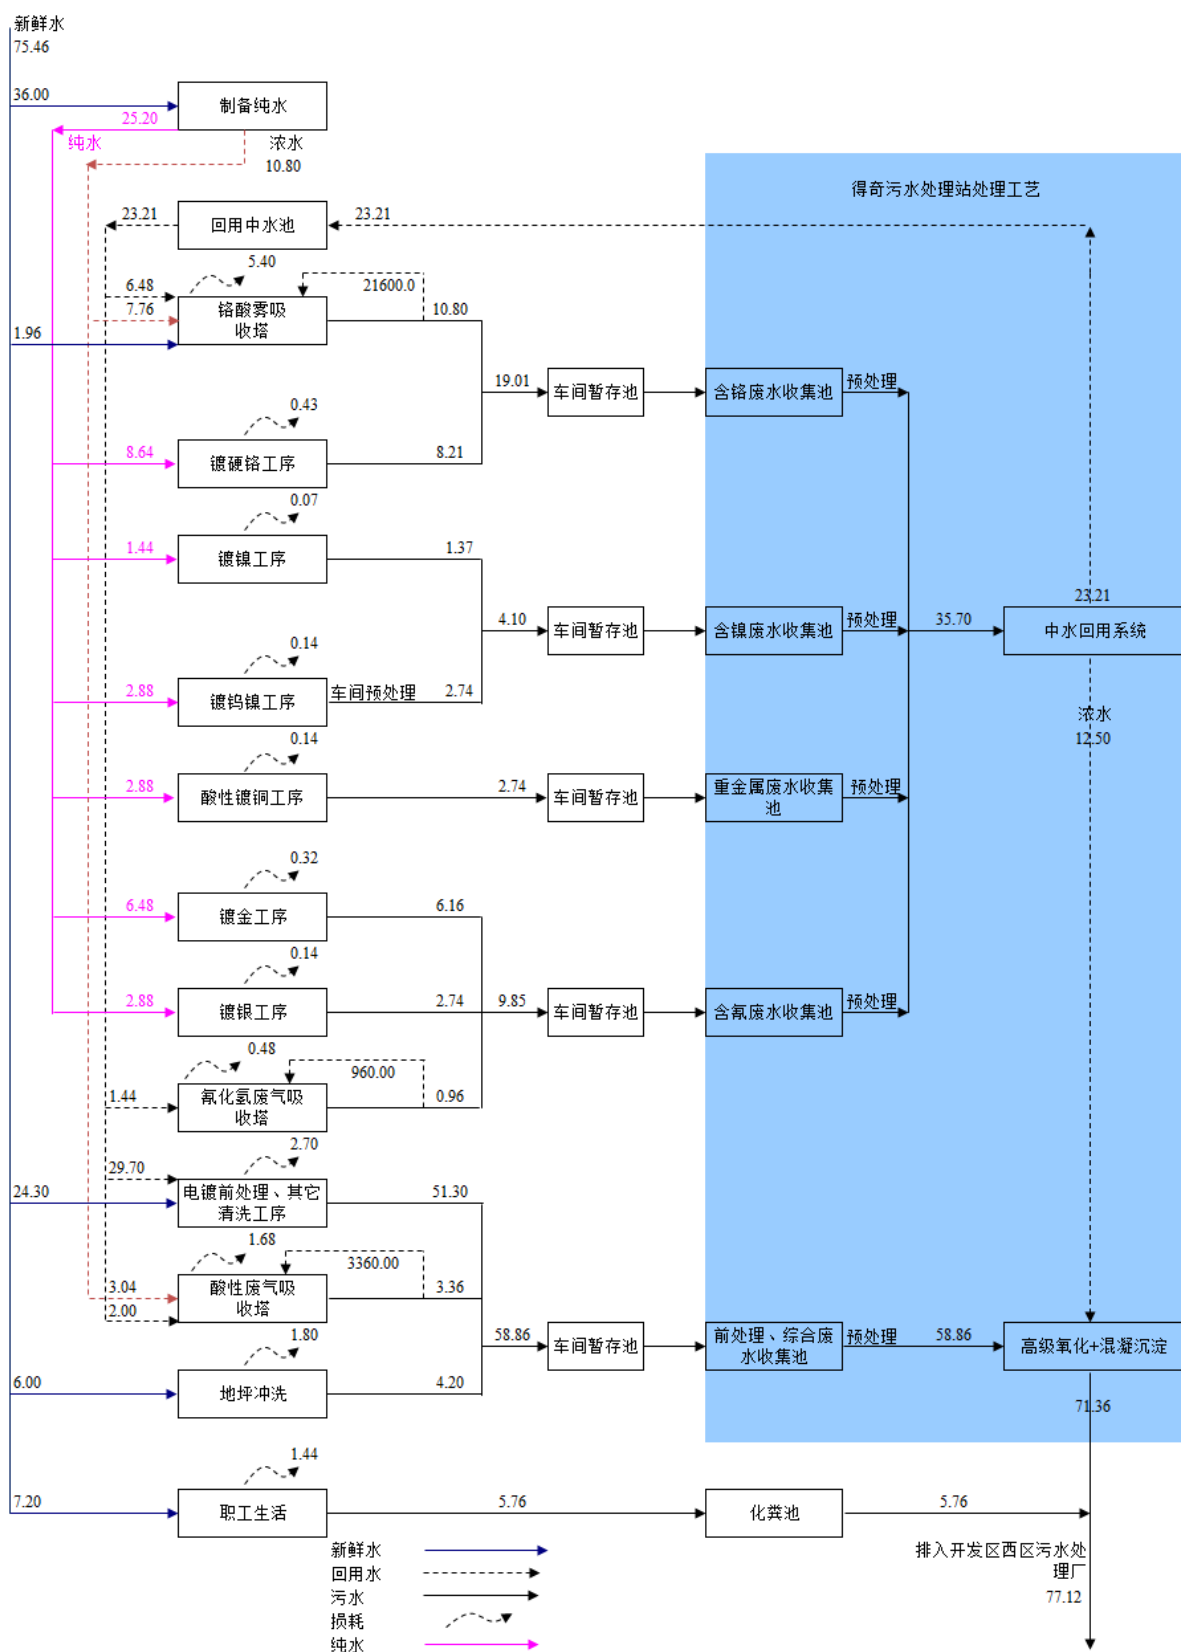 新鲜水
75.46
36.00
制备纯水
25.20
纯水
浓水
10.80
得奇污水处理站处理工艺
23.21
回用中水池
23.21
5.40
6.48
21600.0
7.76
铬酸雾吸
收塔
10.80
1.96
19.01
车间暂存池
含铬废水收集池
预处理
0.43
8.64
镀硬铬工序
8.21
0.07
1.44
镀镍工序
1.37
23.21
4.10
车间暂存池
含镍废水收集池
预处理
35.70
中水回用系统
0.14
2.88
镀钨镍工序
车间预处理
2.74
浓水
12.50
0.14
2.88
酸性镀铜工序
2.74
车间暂存池
重金属废水收集
池
预处理
0.32
6.48
镀金工序
6.16
0.14
2.88
镀银工序
2.74
9.85
车间暂存池
含氰废水收集池
预处理
0.48
960.00
1.44
氰化氢废气吸
收塔
0.96
2.70
29.70
24.30
电镀前处理、其它
清洗工序
51.30
1.68
3360.00
3.04
酸性废气吸
收塔
3.36
2.00
1.80
58.86
车间暂存池
前处理、综合废
水收集池
预处理
58.86
高级氧化+混凝沉淀
6.00
地坪冲洗
4.20
71.36
1.44
7.20
职工生活
5.76
化粪池
5.76
新鲜水
回用水
污水
损耗
纯水
排入开发区西区污水处
理厂
77.12